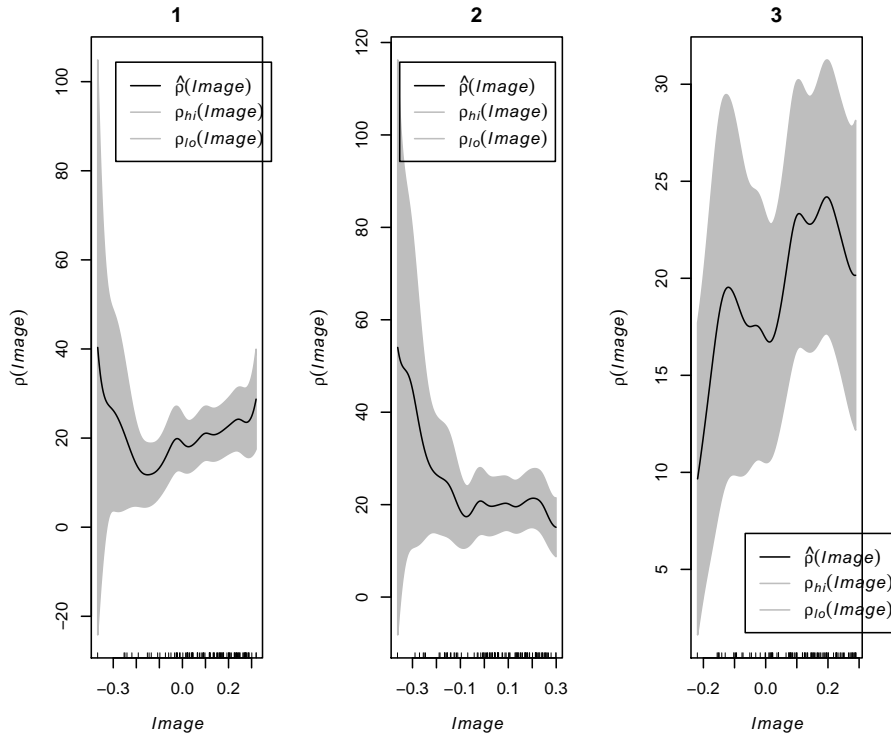 1
ρ̂(Image)
ρhi(Image)
ρlo(Image)
100
80
60
40
20
0
−20
ρ(Image)
−0.3 0.0 0.2
Image
2
ρ̂(Image)
ρhi(Image)
ρlo(Image)
120
100
80
60
40
20
0
ρ(Image)
−0.3 −0.1 0.1 0.3
Image
3
30
25
20
15
10
5
ρ(Image)
ρ̂(Image)
ρhi(Image)
ρlo(Image)
−0.2 0.0 0.2
Image